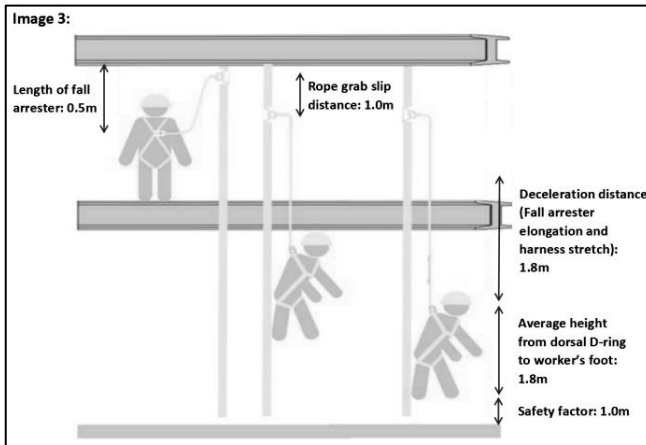 Image 3:
Length of fall
arrester: 0.5m
Rope grab slip
distance: 1.0m
Deceleration distance
(Fall arrester
elongation and
harness stretch):
1.8m
Average height
from dorsal D-ring
to worker's foot:
1.8m
Safety factor: 1.0m